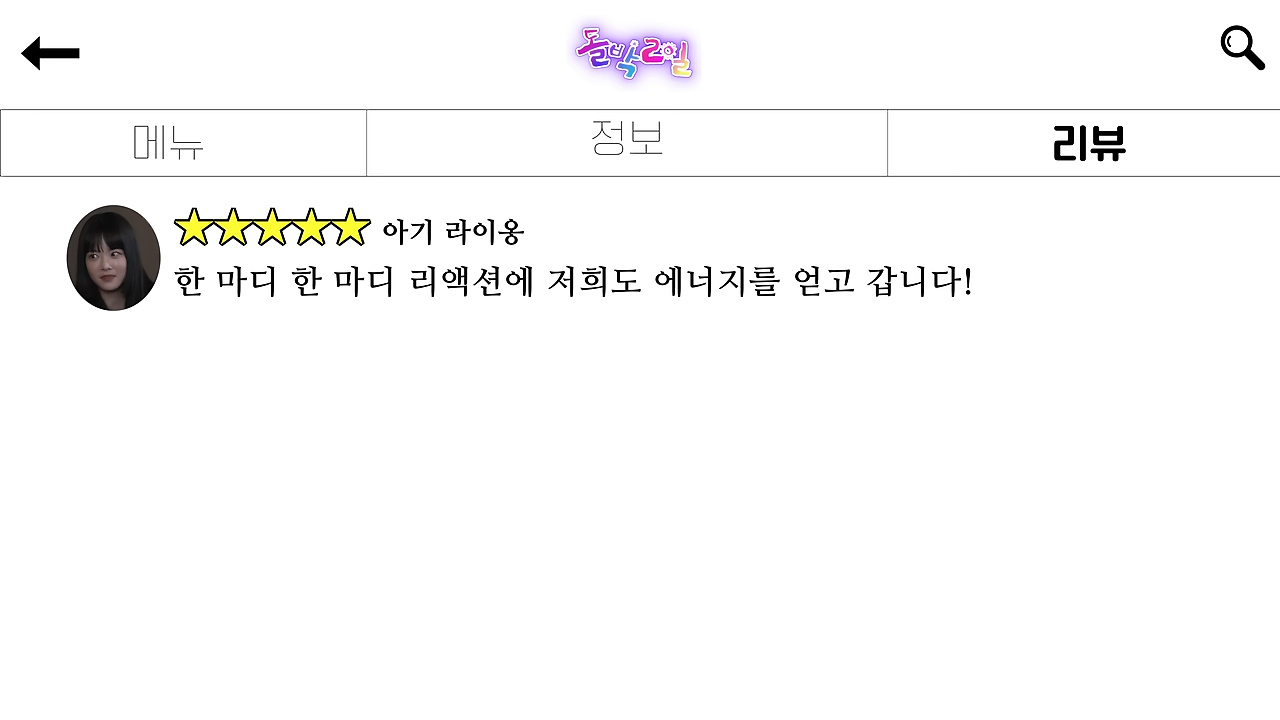 돌박2일
메뉴
정보
리뷰
아기 라이옹
한 마디 한 마디 리액션에 저희도 에너지를 얻고 갑니다!